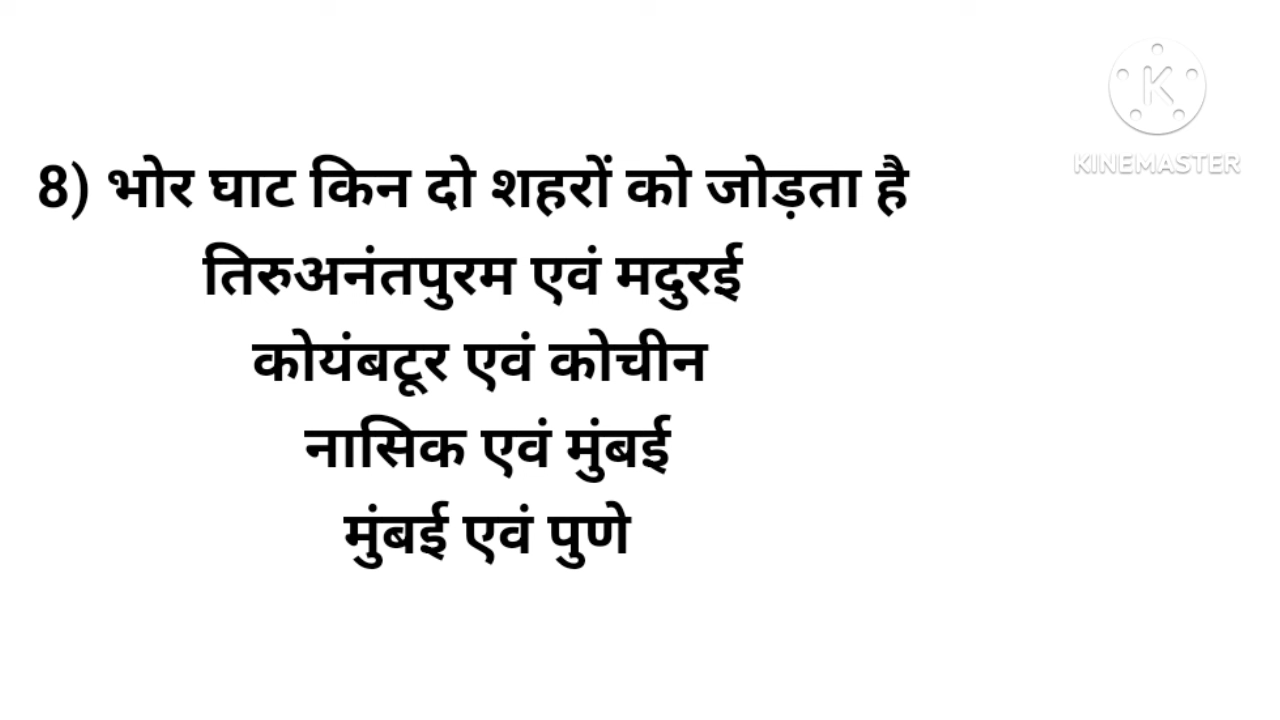 8) भोर घाट किन दो शहरों को जोड़ता है
तिरुअनंतपुरम एवं मदुरई
कोयंबटूर एवं कोचीन
नासिक एवं मुंबई
मुंबई एवं पुणे
K
KINEMASTER